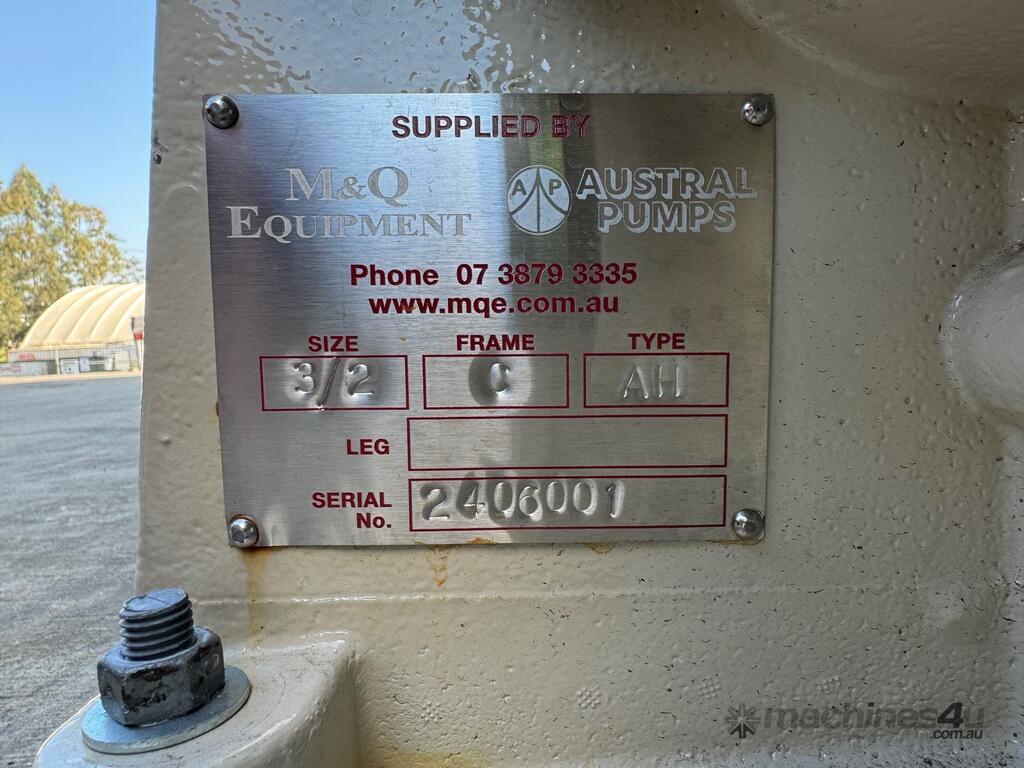 SUPPLIED BY
M&Q EQUIPMENT
AP AUSTRAL PUMPS
Phone 07 3879 3335
www.mqe.com.au
SIZE FRAME TYPE
3/2 C AH
LEG
SERIAL No. 2406001
machines4u.com.au